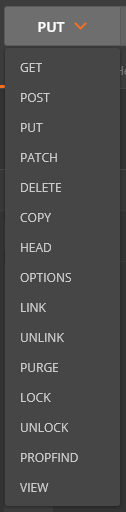 PUT
GET
POST
PUT
PATCH
DELETE
COPY
HEAD
OPTIONS
LINK
UNLINK
PURGE
LOCK
UNLOCK
PROPFIND
VIEW